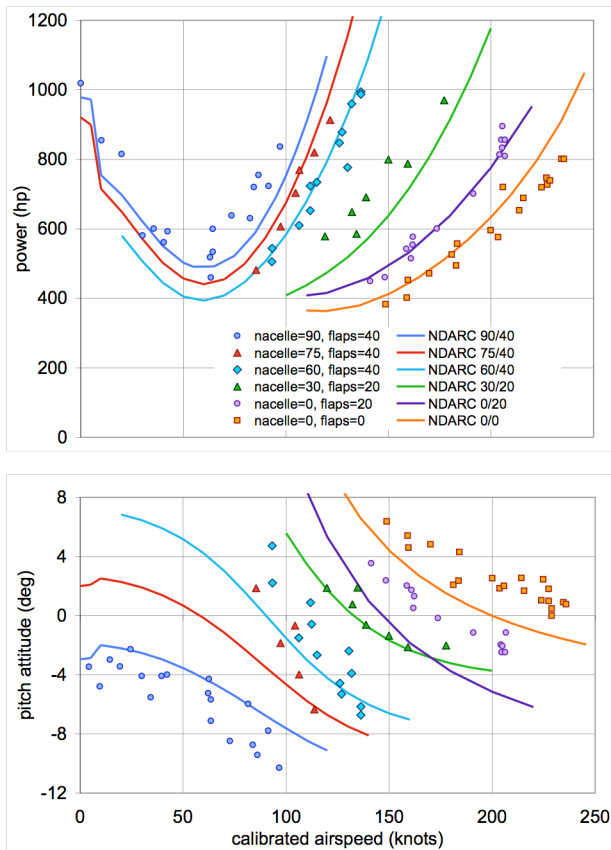 1200
1000
800
600
400
200
0
power (hp)
nacelle=90, flaps=40 NDARC 90/40
nacelle=75, flaps=40 NDARC 75/40
nacelle=60, flaps=40 NDARC 60/40
nacelle=30, flaps=20 NDARC 30/20
nacelle=0, flaps=20 NDARC 0/20
nacelle=0, flaps=0 NDARC 0/0
8
4
0
-4
-8
-12
pitch attitude (deg)
0 50 100 150 200 250
calibrated airspeed (knots)